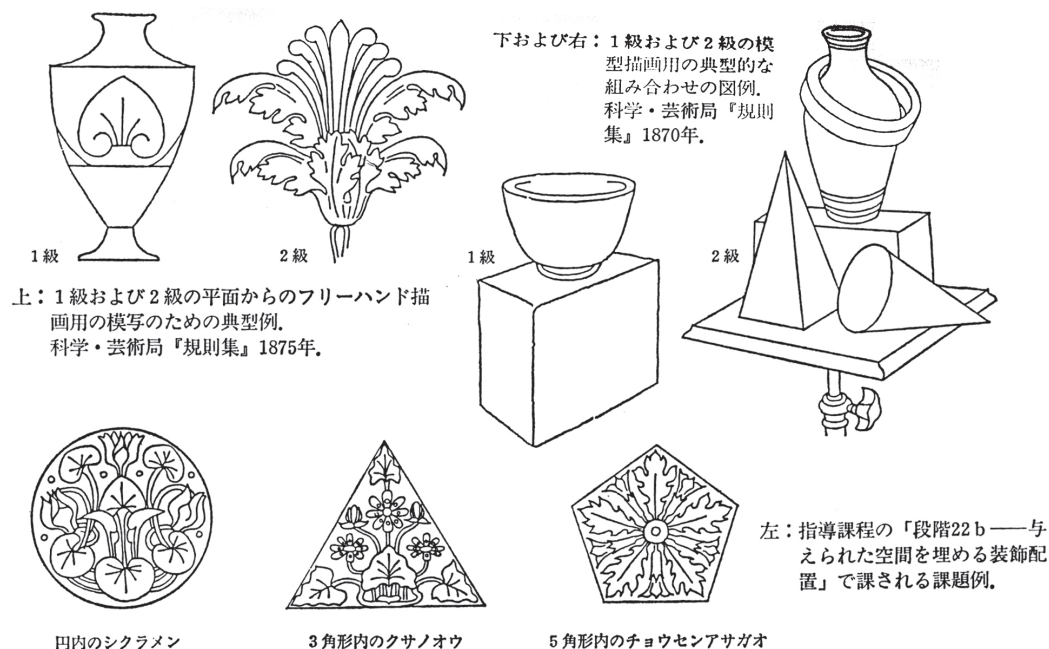 下および右：1級および2級の模
型描画用の典型的な
組み合わせの図例.
科学・芸術局『規則
集』1870年.
1級
2級
1級
2級
上：1級および2級の平面からのフリーハンド描
画用の模写のための典型例.
科学・芸術局『規則集』1875年.
左：指導課程の「段階22b――与
えられた空間を埋める装飾配
置」で課される課題例.
円内のシクラメン
3角形内のクサノオウ
5角形内のチョウセンアサガオ